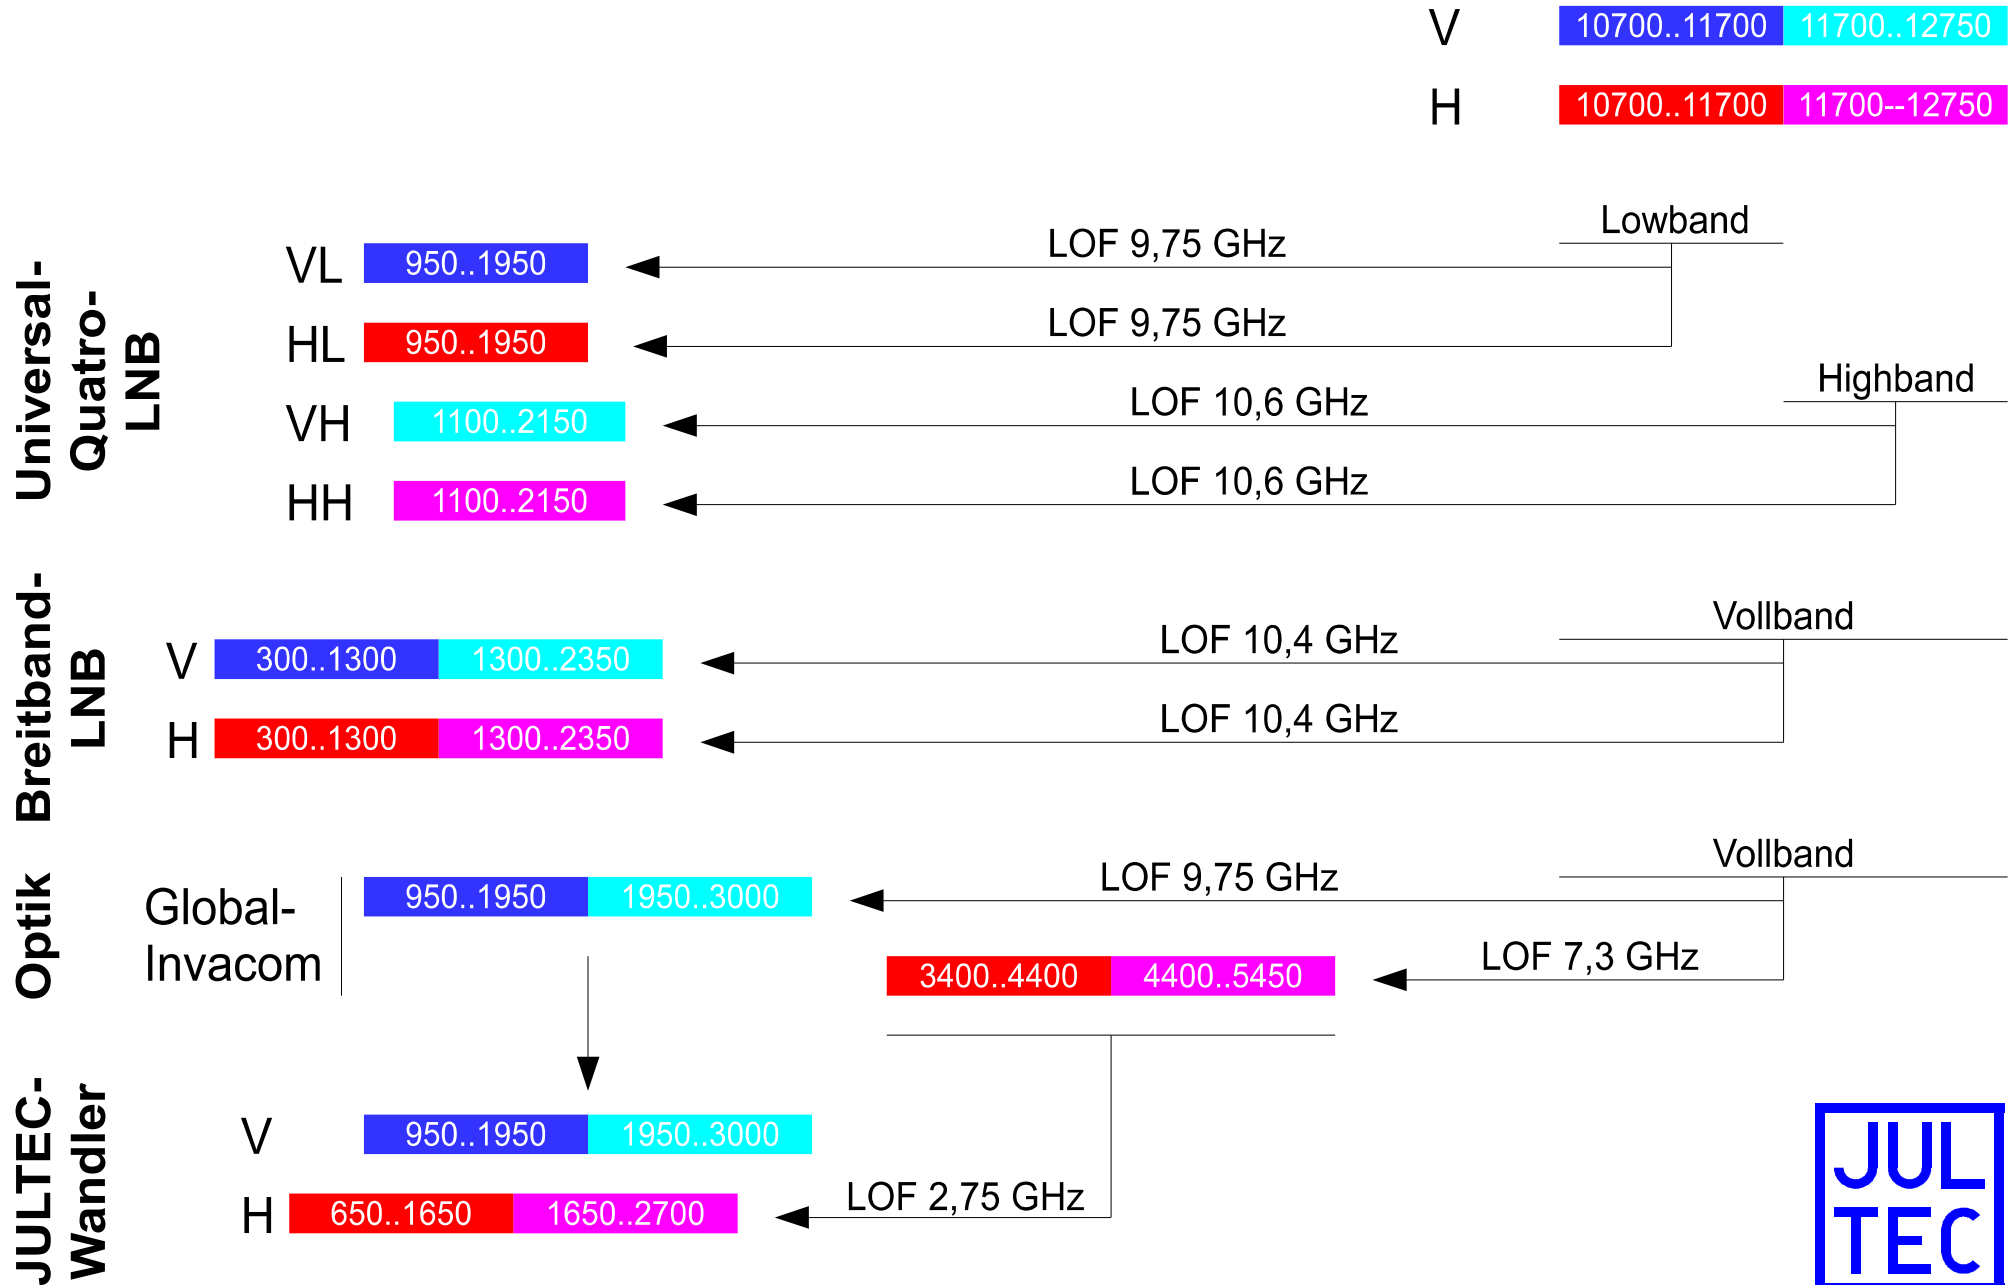 V 10700..11700 11700..12750
H 10700..11700 11700--12750
Universal-
Quatro-
LNB
Lowband
VL 950..1950 LOF 9,75 GHz
HL 950..1950 LOF 9,75 GHz
Highband
VH 1100..2150 LOF 10,6 GHz
HH 1100..2150 LOF 10,6 GHz
Breitband-
LNB
Vollband
V 300..1300 1300..2350 LOF 10,4 GHz
H 300..1300 1300..2350 LOF 10,4 GHz
Optik
Global-
Invacom
Vollband
950..1950 1950..3000 LOF 9,75 GHz
3400..4400 4400..5450 LOF 7,3 GHz
JULTEC-
Wandler
V 950..1950 1950..3000
H 650..1650 1650..2700 LOF 2,75 GHz
JUL
TEC